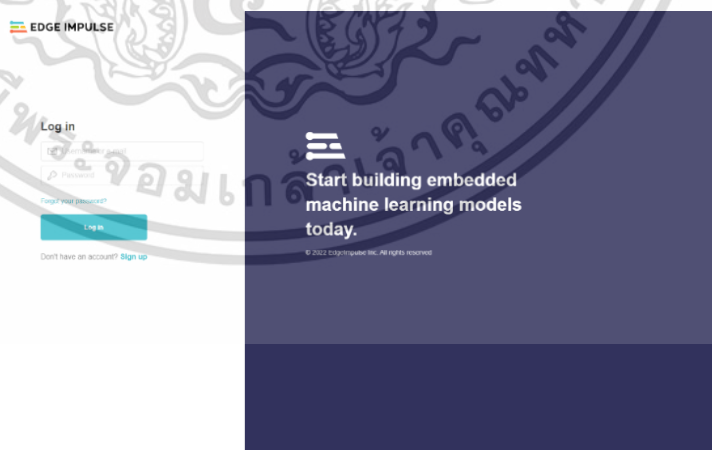 EDGE IMPULSE
Log in
Password
Forgot your password?
Log in
Don't have an account? Sign up
Start building embedded
machine learning models
today.
© 2022 EdgeImpulse Inc. All rights reserved